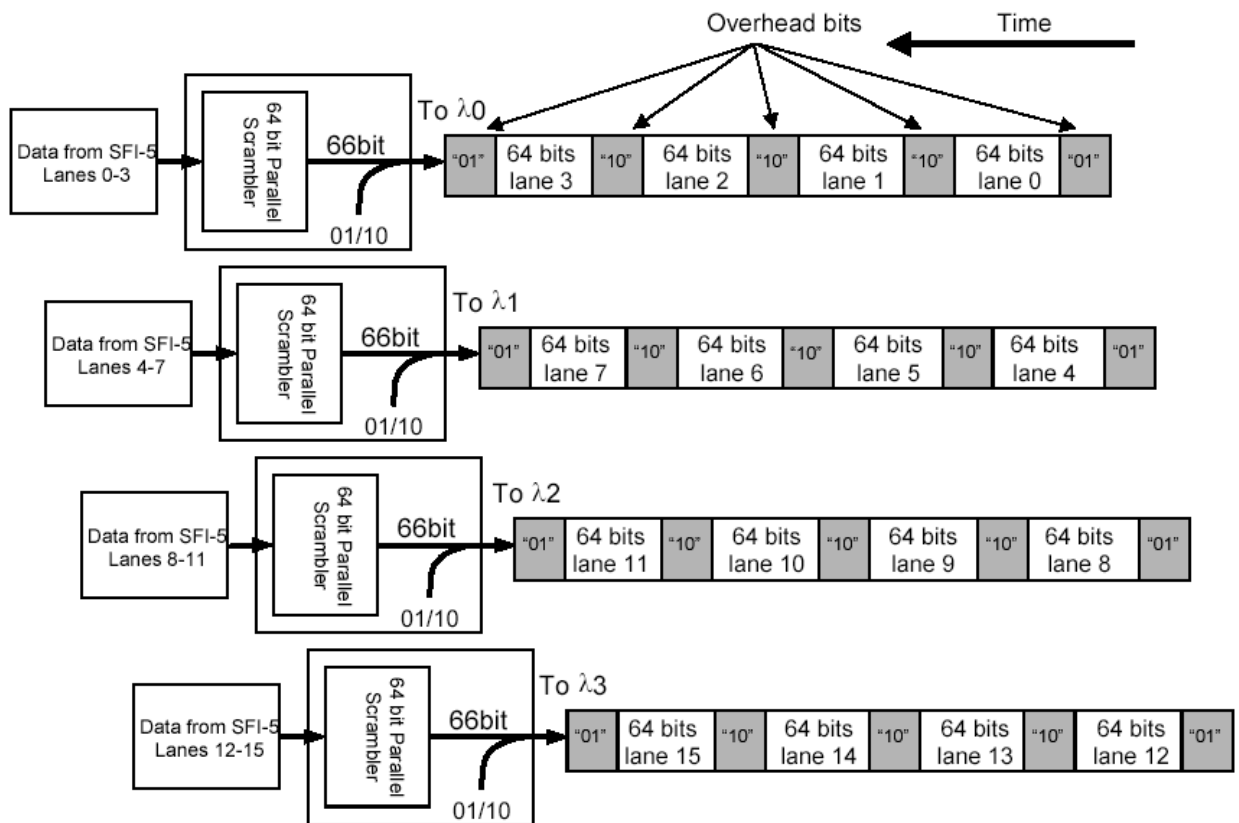 Overhead bits
Time
Data from SFI-5
Lanes 0-3
64 bit Parallel
Scrambler
66bit
01/10
To λ0
"01" 64 bits lane 3 "10" 64 bits lane 2 "10" 64 bits lane 1 "10" 64 bits lane 0 "01"
Data from SFI-5
Lanes 4-7
64 bit Parallel
Scrambler
66bit
01/10
To λ1
"01" 64 bits lane 7 "10" 64 bits lane 6 "10" 64 bits lane 5 "10" 64 bits lane 4 "01"
Data from SFI-5
Lanes 8-11
64 bit Parallel
Scrambler
66bit
01/10
To λ2
"01" 64 bits lane 11 "10" 64 bits lane 10 "10" 64 bits lane 9 "10" 64 bits lane 8 "01"
Data from SFI-5
Lanes 12-15
64 bit Parallel
Scrambler
66bit
01/10
To λ3
"01" 64 bits lane 15 "10" 64 bits lane 14 "10" 64 bits lane 13 "10" 64 bits lane 12 "01"